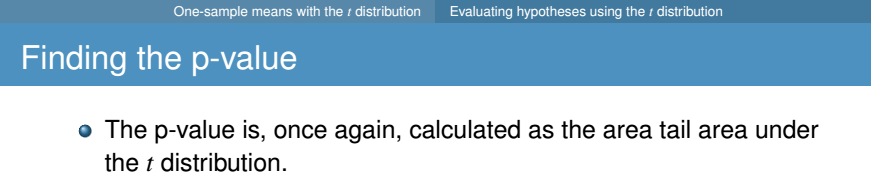 One-sample means with the t distribution Evaluating hypotheses using the t distribution
Finding the p-value
The p-value is, once again, calculated as the area tail area under
the t distribution.